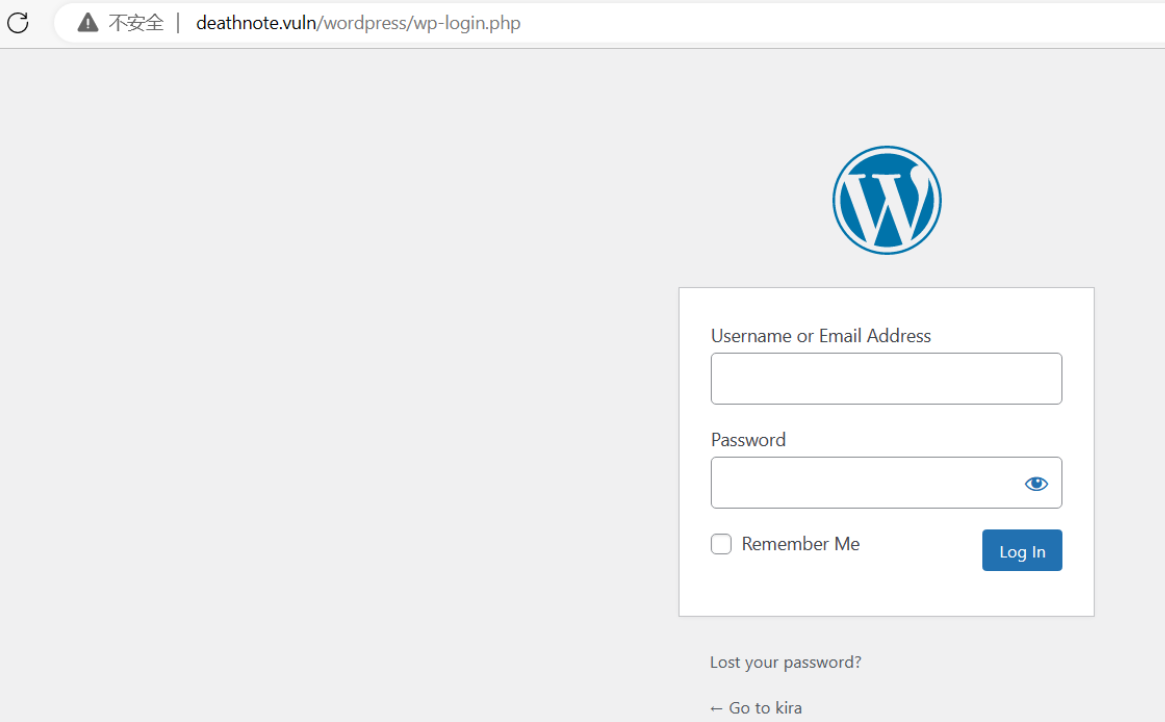 不安全 | deathnote.vuln/wordpress/wp-login.php
Username or Email Address
Password
Remember Me
Log In
Lost your password?
← Go to kira